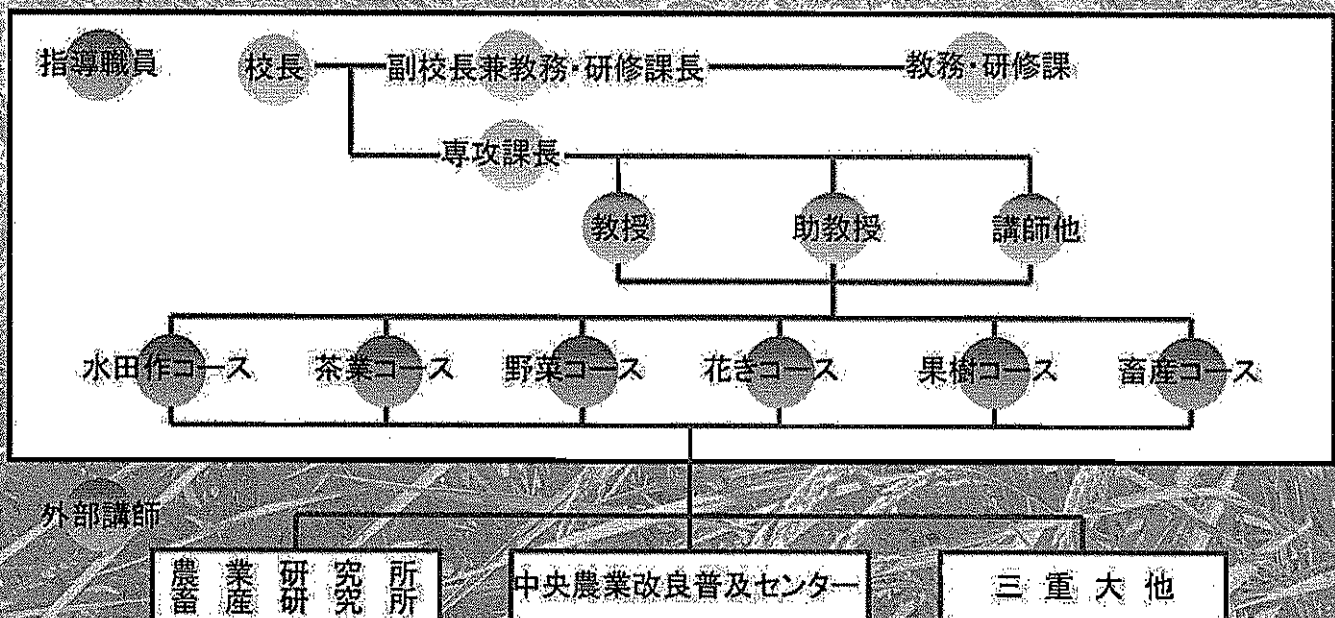 指導職員
校長
副校長兼教務・研修課長
教務・研修課
専攻課長
教授
助教授
講師他
水田作コース
茶業コース
野菜コース
花きコース
果樹コース
畜産コース
外部講師
農業研究所
畜産研究所
中央農業改良普及センター
三重大他